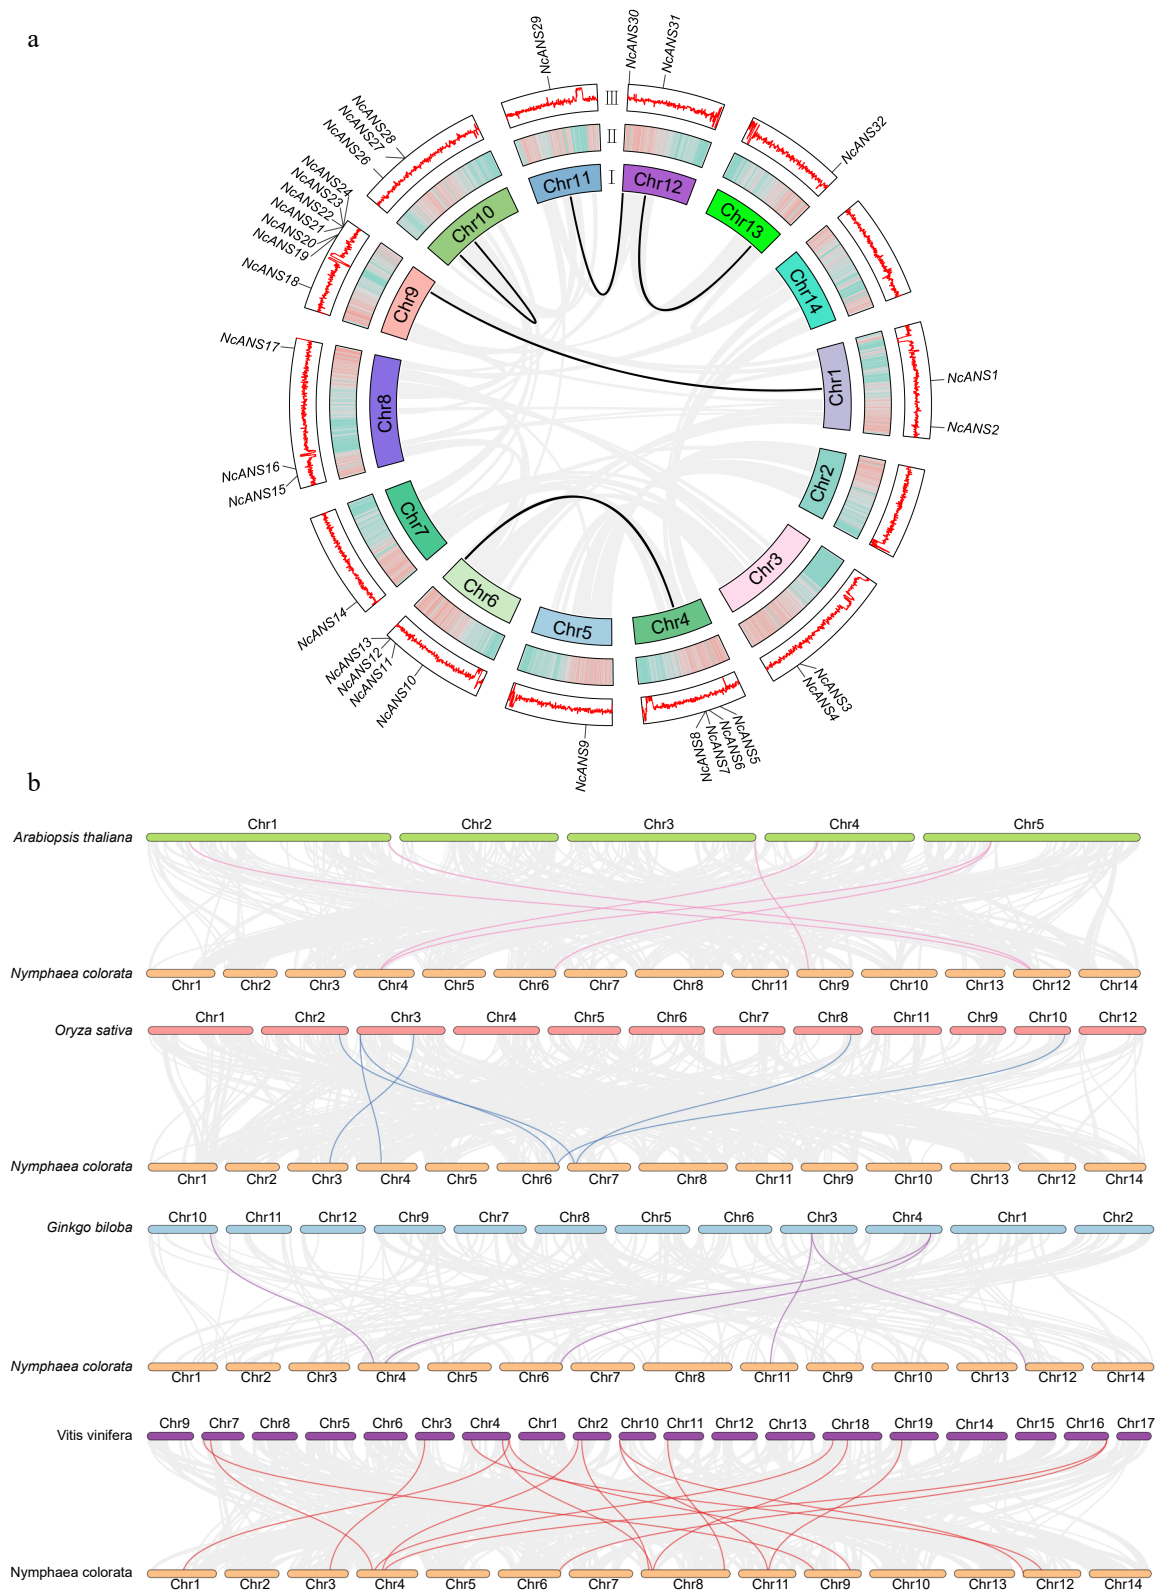 a
NcANS29
NcANS30
NcANS31
NcANS32
NcANS28
NcANS27
NcANS26
NcANS24
NcANS23
NcANS22
NcANS21
NcANS20
NcANS19
NcANS18
NcANS17
NcANS16
NcANS15
NcANS14
NcANS13
NcANS12
NcANS11
NcANS10
NcANS9
NcANS8
NcANS7
NcANS6
NcANS5
NcANS4
NcANS3
NcANS2
NcANS1
III
II
I
Chr11
Chr12
Chr13
Chr14
Chr1
Chr2
Chr3
Chr4
Chr5
Chr6
Chr7
Chr8
Chr9
Chr10
b
Chr1 Chr2 Chr3 Chr4 Chr5
Arabiopsis thaliana
Nymphaea colorata
Chr1 Chr2 Chr3 Chr4 Chr5 Chr6 Chr7 Chr8 Chr11 Chr9 Chr10 Chr13 Chr12 Chr14
Chr1 Chr2 Chr3 Chr4 Chr5 Chr6 Chr7 Chr8 Chr11 Chr9 Chr10 Chr12
Oryza sativa
Nymphaea colorata
Chr1 Chr2 Chr3 Chr4 Chr5 Chr6 Chr7 Chr8 Chr11 Chr9 Chr10 Chr13 Chr12 Chr14
Chr10 Chr11 Chr12 Chr9 Chr7 Chr8 Chr5 Chr6 Chr3 Chr4 Chr1 Chr2
Ginkgo biloba
Nymphaea colorata
Chr1 Chr2 Chr3 Chr4 Chr5 Chr6 Chr7 Chr8 Chr11 Chr9 Chr10 Chr13 Chr12 Chr14
Chr9 Chr7 Chr8 Chr5 Chr6 Chr3 Chr4 Chr1 Chr2 Chr10 Chr11 Chr12 Chr13 Chr18 Chr19 Chr14 Chr15 Chr16 Chr17
Vitis vinifera
Nymphaea colorata
Chr1 Chr2 Chr3 Chr4 Chr5 Chr6 Chr7 Chr8 Chr11 Chr9 Chr10 Chr13 Chr12 Chr14